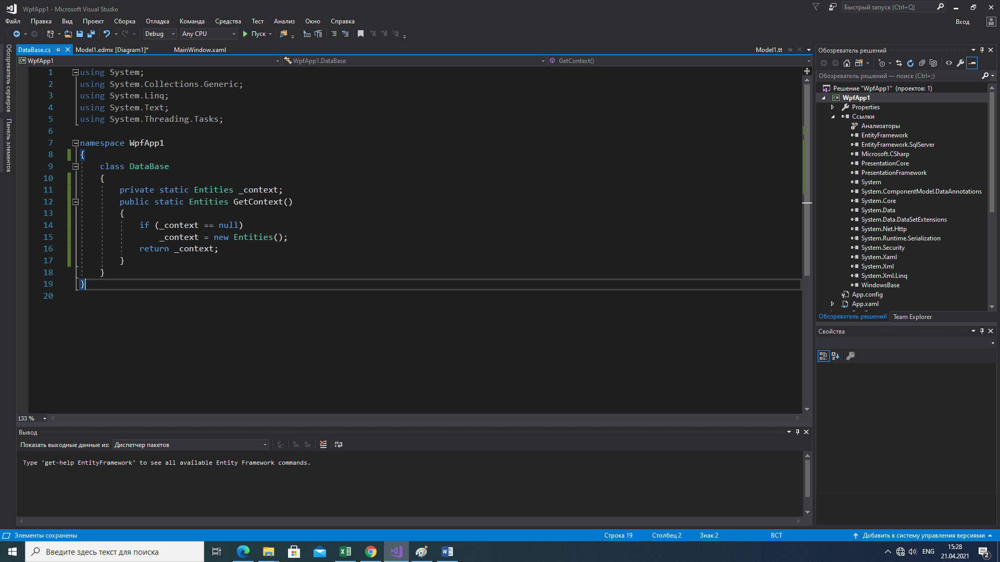 WpfApp1 - Microsoft Visual Studio
Быстрый запуск (Ctrl+Q)
Файл Правка Вид Проект Сборка Отладка Команда Средства Тест Анализ Окно Справка
Вход
Debug Any CPU Пуск
Обозреватель серверов
Панель элементов
DataBase.cs Model1.edmx [Diagram1]* MainWindow.xaml Model1.tt
WpfApp1 WpfApp1.DataBase GetContext()
1 using System;
2 using System.Collections.Generic;
3 using System.Linq;
4 using System.Text;
5 using System.Threading.Tasks;
6
7 namespace WpfApp1
8 {
9 class DataBase
10 {
11 private static Entities _context;
12 public static Entities GetContext()
13 {
14 if (_context == null)
15 _context = new Entities();
16 return _context;
17 }
18 }
19 }
20
133 %
Вывод
Показать выходные данные из: Диспетчер пакетов
Type 'get-help EntityFramework' to see all available Entity Framework commands.
Обозреватель решений
Обозреватель решений — поиск (Ctrl+;)
Решение "WpfApp1" (проектов: 1)
WpfApp1
Properties
Ссылки
Анализаторы
EntityFramework
EntityFramework.SqlServer
Microsoft.CSharp
PresentationCore
PresentationFramework
System
System.ComponentModel.DataAnnotations
System.Core
System.Data
System.Data.DataSetExtensions
System.Net.Http
System.Runtime.Serialization
System.Security
System.Xaml
System.Xml
System.Xml.Linq
WindowsBase
App.config
App.xaml
Обозреватель решений Team Explorer
Свойства
Элементы сохранены Строка 19 Столбец 2 Знак 2 ВСТ Добавить в систему управления версиями
Введите здесь текст для поиска
ENG
15:28
21.04.2021
2